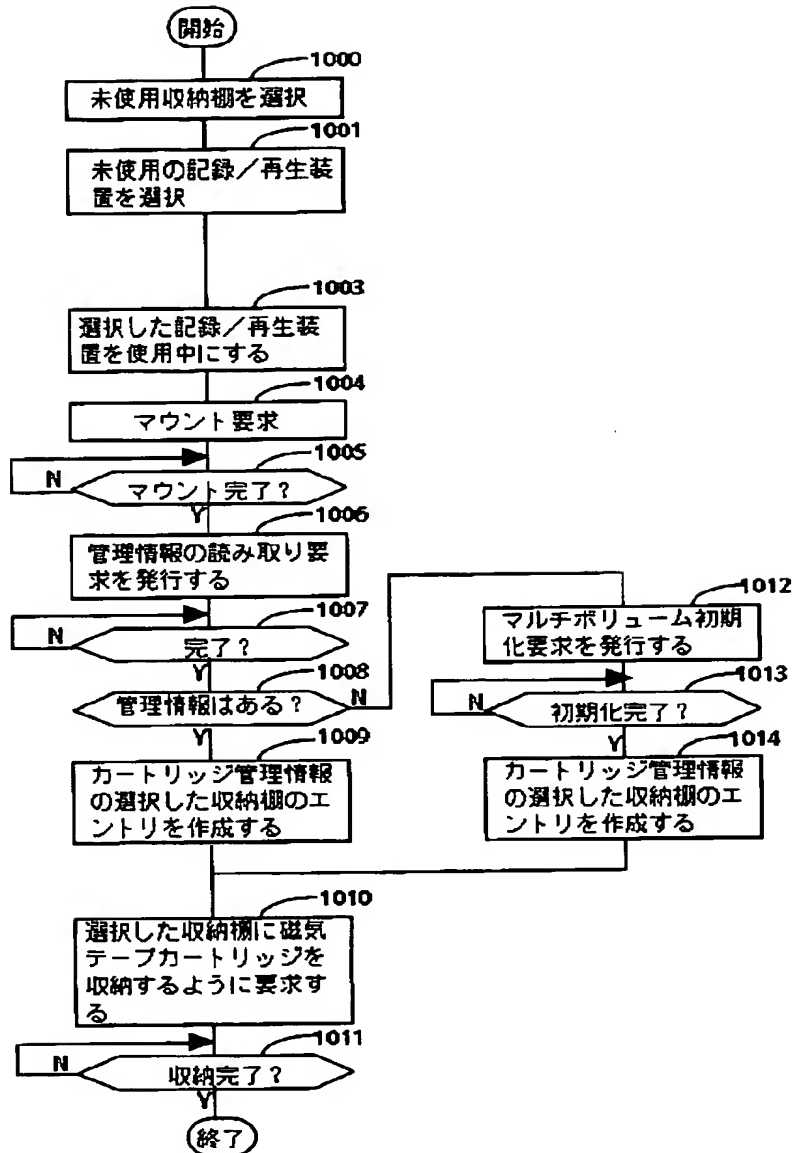 開始
1000
未使用収納棚を選択
1001
未使用の記録／再生装
置を選択
1003
選択した記録／再生装
置を使用中にする
1004
マウント要求
1005
N
マウント完了？
Y
1006
管理情報の読み取り要
求を発行する
1007
N
完了？
Y
1008
管理情報はある？
N
Y
1009
カートリッジ管理情報
の選択した収納棚のエ
ントリを作成する
1012
マルチボリューム初期
化要求を発行する
1013
N
初期化完了？
Y
1014
カートリッジ管理情報
の選択した収納棚のエ
ントリを作成する
1010
選択した収納棚に磁気
テープカートリッジを
収納するように要求す
る
1011
N
収納完了？
Y
終了